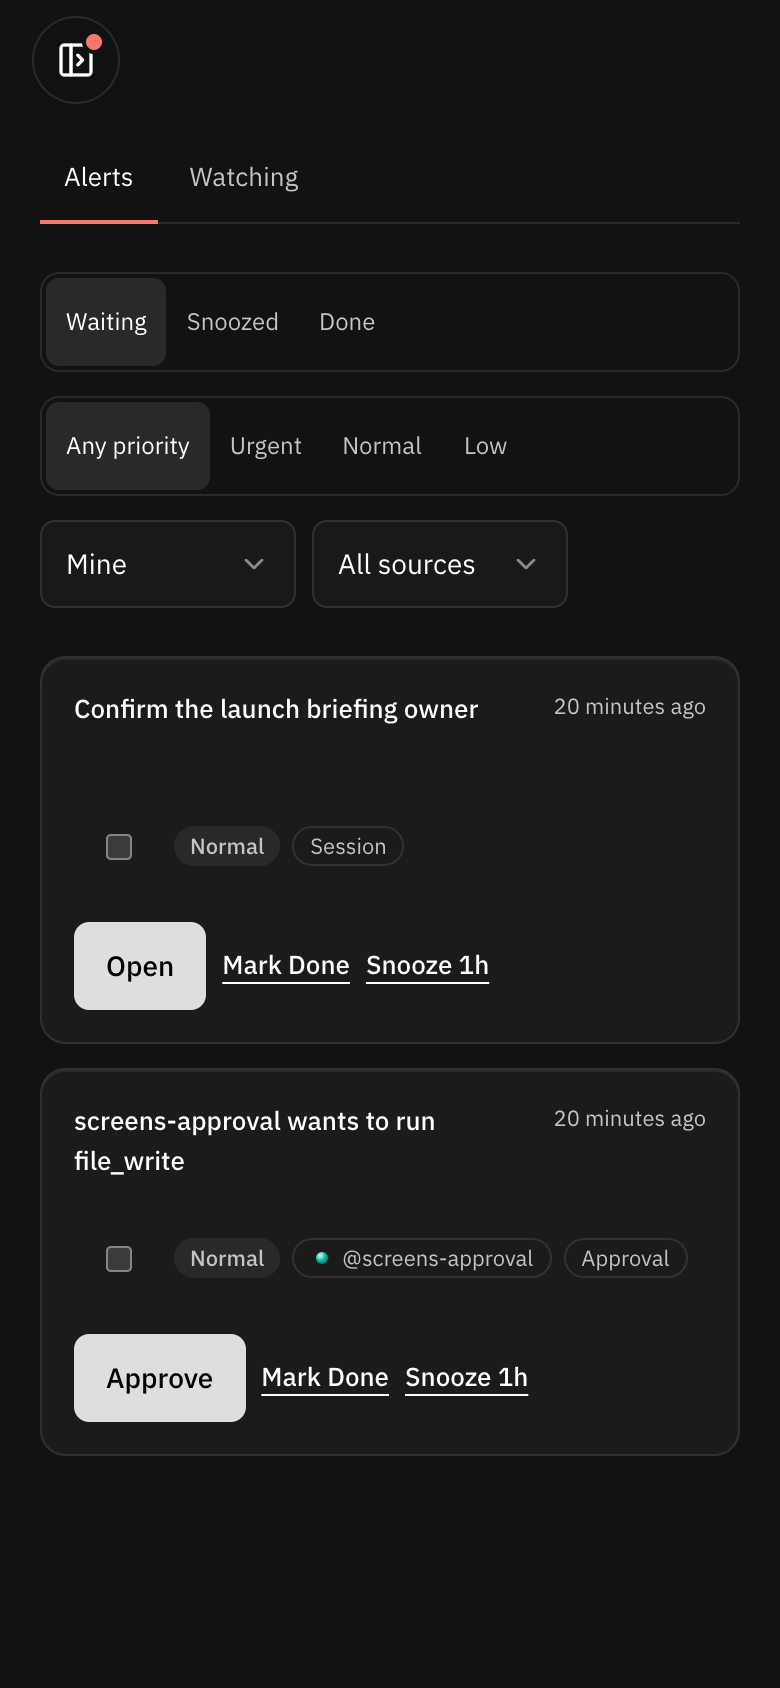 Alerts Watching
Waiting Snoozed Done
Any priority Urgent Normal Low
Mine All sources
Confirm the launch briefing owner 20 minutes ago
Normal Session
Open Mark Done Snooze 1h
screens-approval wants to run 20 minutes ago
file_write
Normal @screens-approval Approval
Approve Mark Done Snooze 1h